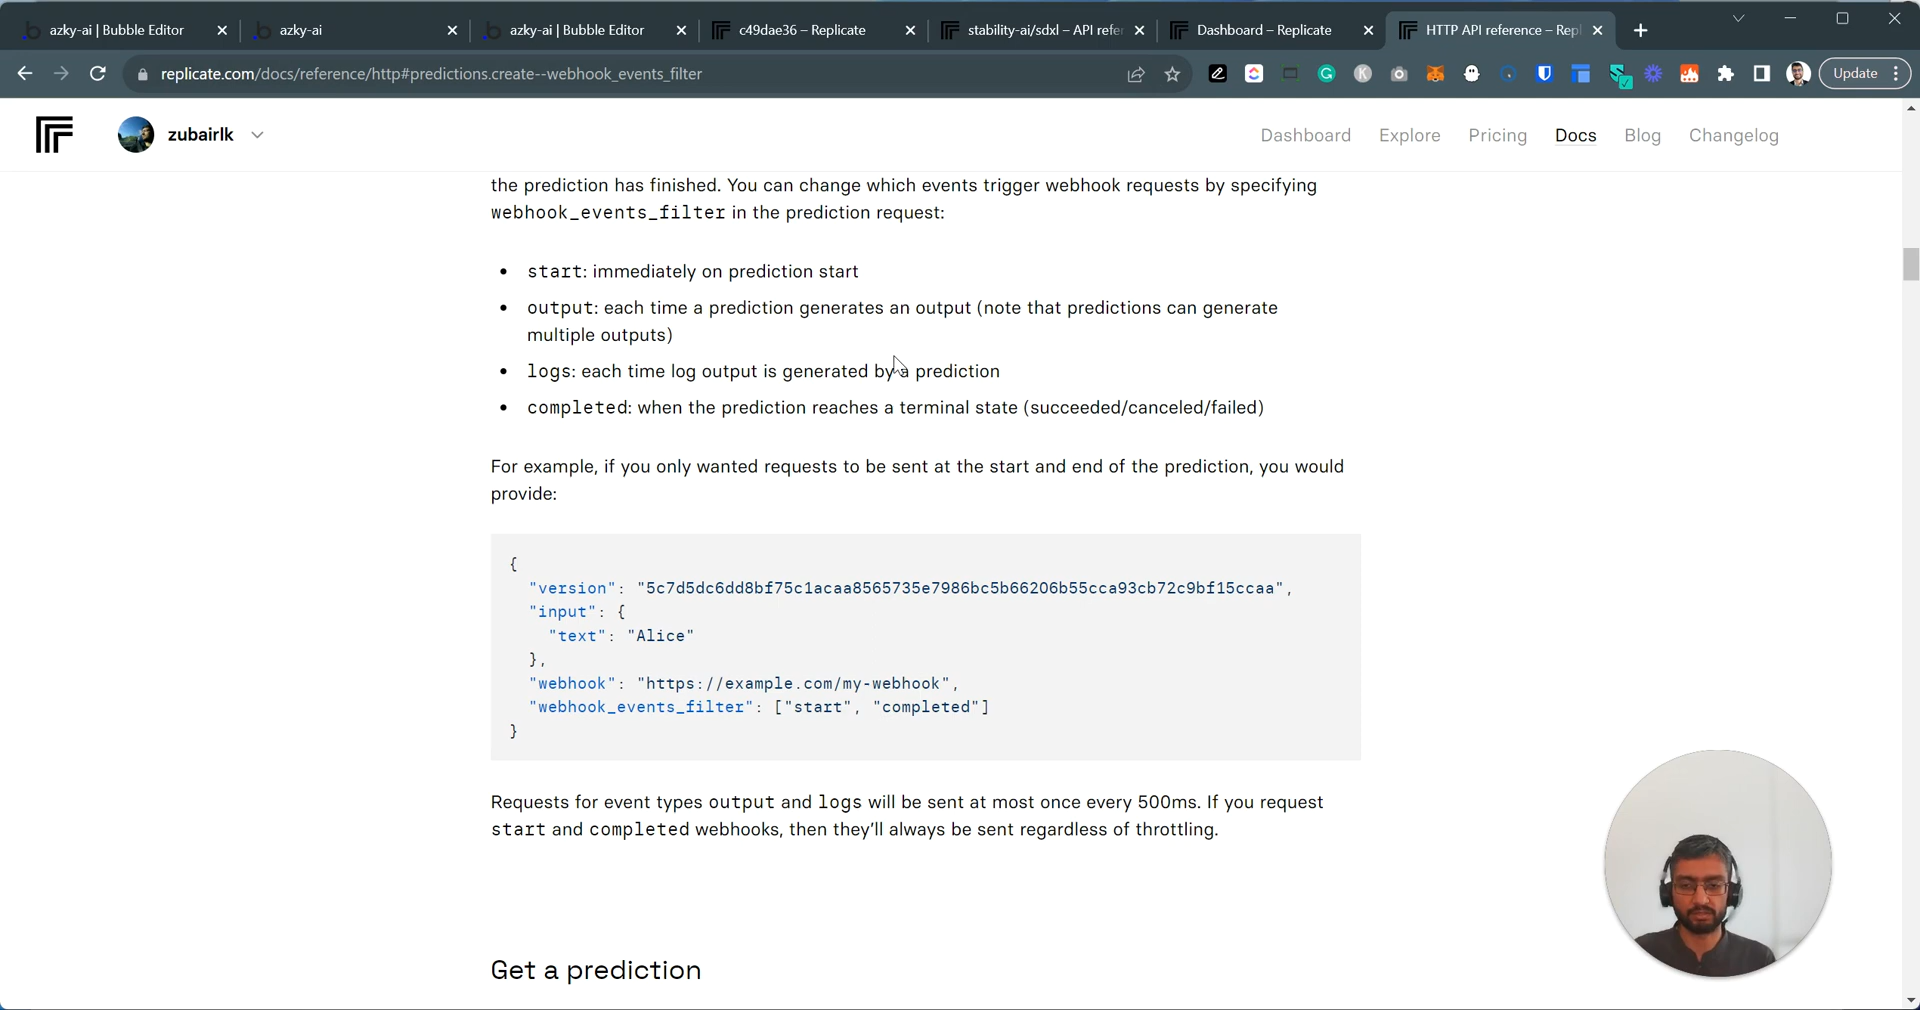 azky-ai | Bubble Editor
azky-ai
azky-ai | Bubble Editor
c49dae36 – Replicate
stability-ai/sdxl – API refer
Dashboard – Replicate
HTTP API reference – Repl
replicate.com/docs/reference/http#predictions.create--webhook_events_filter
Update
zubairlk
Dashboard
Explore
Pricing
Docs
Blog
Changelog
the prediction has finished. You can change which events trigger webhook requests by specifying
webhook_events_filter in the prediction request:
• start: immediately on prediction start
• output: each time a prediction generates an output (note that predictions can generate
multiple outputs)
• logs: each time log output is generated by a prediction
• completed: when the prediction reaches a terminal state (succeeded/canceled/failed)
For example, if you only wanted requests to be sent at the start and end of the prediction, you would
provide:
{
"version": "5c7d5dc6dd8bf75c1acaa8565735e7986bc5b66206b55cca93cb72c9bf15ccaa",
"input": {
"text": "Alice"
},
"webhook": "https://example.com/my-webhook",
"webhook_events_filter": ["start", "completed"]
}
Requests for event types output and logs will be sent at most once every 500ms. If you request
start and completed webhooks, then they'll always be sent regardless of throttling.
Get a prediction